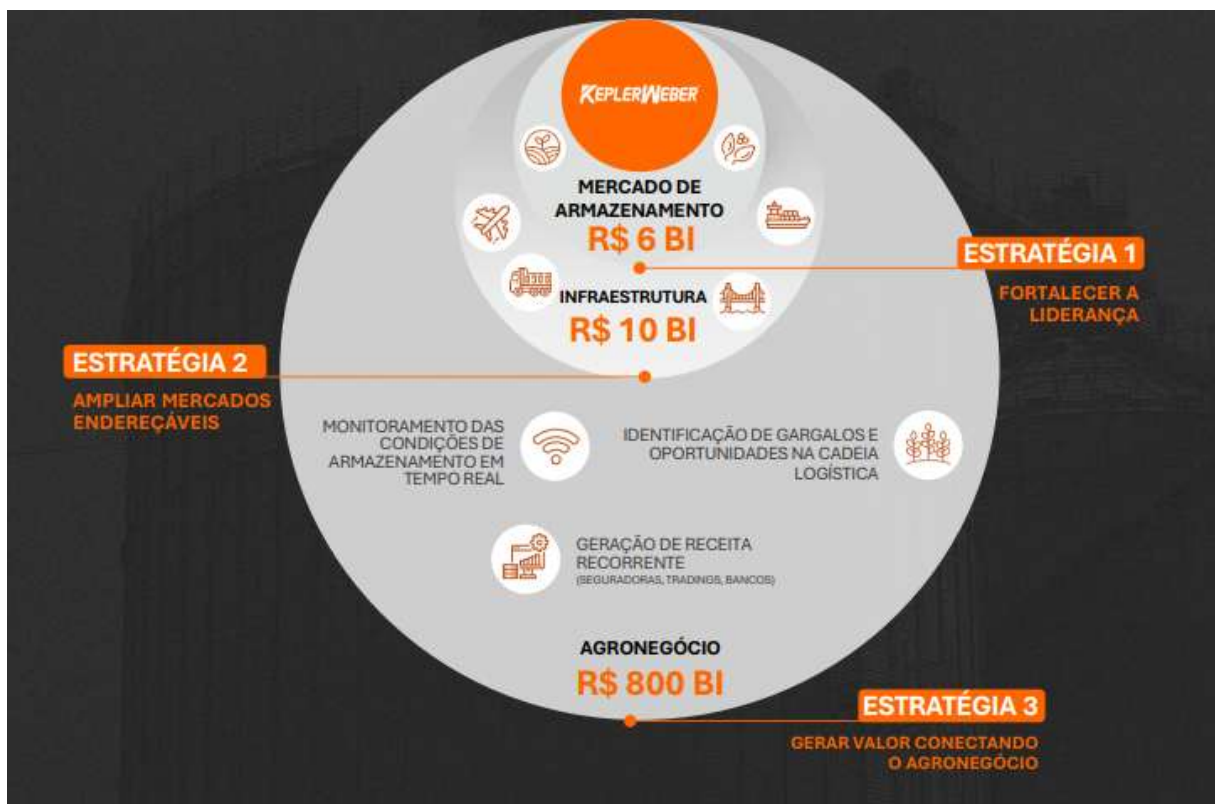 KEPLERWEBER
MERCADO DE
ARMAZENAMENTO
R$ 6 BI
ESTRATÉGIA 1
FORTALECER A
LIDERANÇA
INFRAESTRUTURA
R$ 10 BI
ESTRATÉGIA 2
AMPLIAR MERCADOS
ENDEREÇÁVEIS
MONITORAMENTO DAS
CONDIÇÕES DE
ARMAZENAMENTO EM
TEMPO REAL
IDENTIFICAÇÃO DE GARGALOS E
OPORTUNIDADES NA CADEIA
LOGÍSTICA
GERAÇÃO DE RECEITA
RECORRENTE
(SEGURADORAS, TRADINGS, BANCOS)
AGRONEGÓCIO
R$ 800 BI
ESTRATÉGIA 3
GERAR VALOR CONECTANDO
O AGRONEGÓCIO